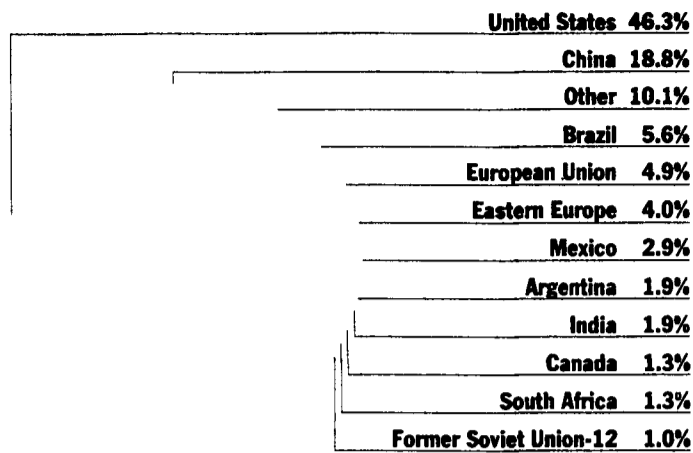 United States 46.3%
China 18.8%
Other 10.1%
Brazil 5.6%
European Union 4.9%
Eastern Europe 4.0%
Mexico 2.9%
Argentina 1.9%
India 1.9%
Canada 1.3%
South Africa 1.3%
Former Soviet Union-12 1.0%